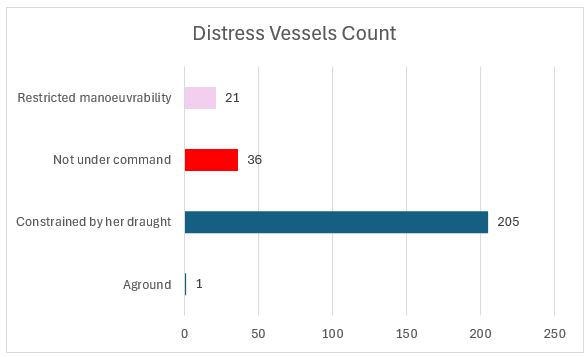 Distress Vessels Count
Restricted manoeuvrability 21
Not under command 36
Constrained by her draught 205
Aground 1
0 50 100 150 200 250